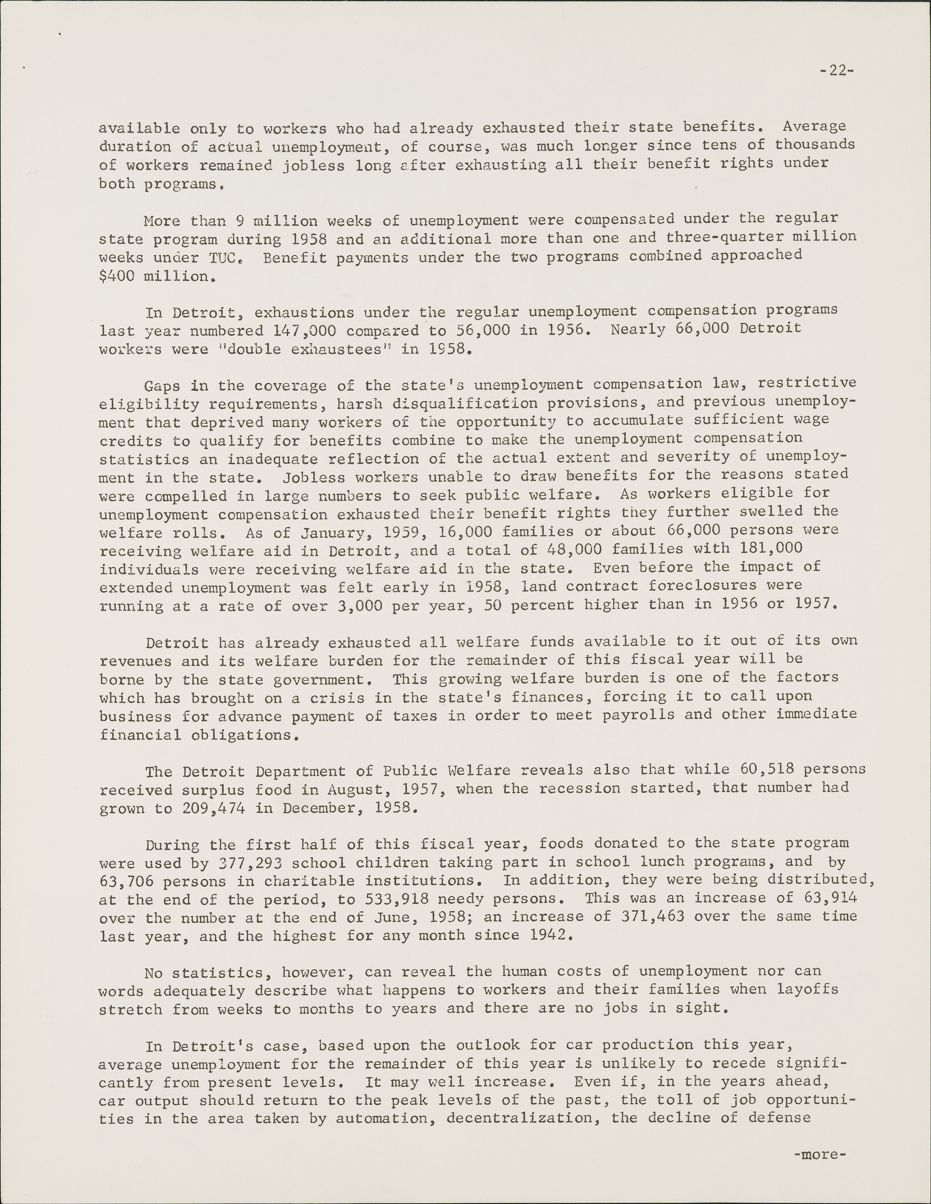 -22-
available only to workers who had already exhausted their state benefits. Average
duration of actual unemployment, of course, was much longer since tens of thousands
of workers remained jobless long after exhausting all their benefit rights under
both programs.
More than 9 million weeks of unemployment were compensated under the regular
state program during 1958 and an additional more than one and three-quarter million
weeks under TUC. Benefit payments under the two programs combined approached
$400 million.
In Detroit, exhaustions under the regular unemployment compensation programs
last year numbered 147,000 compared to 56,000 in 1956. Nearly 66,000 Detroit
workers were "double exhaustees" in 1958.
Gaps in the coverage of the state's unemployment compensation law, restrictive
eligibility requirements, harsh disqualification provisions, and previous unemploy-
ment that deprived many workers of the opportunity to accumulate sufficient wage
credits to qualify for benefits combine to make the unemployment compensation
statistics an inadequate reflection of the actual extent and severity of unemploy-
ment in the state. Jobless workers unable to draw benefits for the reasons stated
were compelled in large numbers to seek public welfare. As workers eligible for
unemployment compensation exhausted their benefit rights they further swelled the
welfare rolls. As of January, 1959, 16,000 families or about 66,000 persons were
receiving welfare aid in Detroit, and a total of 48,000 families with 181,000
individuals were receiving welfare aid in the state. Even before the impact of
extended unemployment was felt early in 1958, land contract foreclosures were
running at a rate of over 3,000 per year, 50 percent higher than in 1956 or 1957.
Detroit has already exhausted all welfare funds available to it out of its own
revenues and its welfare burden for the remainder of this fiscal year will be
borne by the state government. This growing welfare burden is one of the factors
which has brought on a crisis in the state's finances, forcing it to call upon
business for advance payment of taxes in order to meet payrolls and other immediate
financial obligations.
The Detroit Department of Public Welfare reveals also that while 60,518 persons
received surplus food in August, 1957, when the recession started, that number had
grown to 209,474 in December, 1958.
During the first half of this fiscal year, foods donated to the state program
were used by 377,293 school children taking part in school lunch programs, and by
63,706 persons in charitable institutions. In addition, they were being distributed,
at the end of the period, to 533,918 needy persons. This was an increase of 63,914
over the number at the end of June, 1958; an increase of 371,463 over the same time
last year, and the highest for any month since 1942.
No statistics, however, can reveal the human costs of unemployment nor can
words adequately describe what happens to workers and their families when layoffs
stretch from weeks to months to years and there are no jobs in sight.
In Detroit's case, based upon the outlook for car production this year,
average unemployment for the remainder of this year is unlikely to recede signifi-
cantly from present levels. It may well increase. Even if, in the years ahead,
car output should return to the peak levels of the past, the toll of job opportuni-
ties in the area taken by automation, decentralization, the decline of defense
-more-